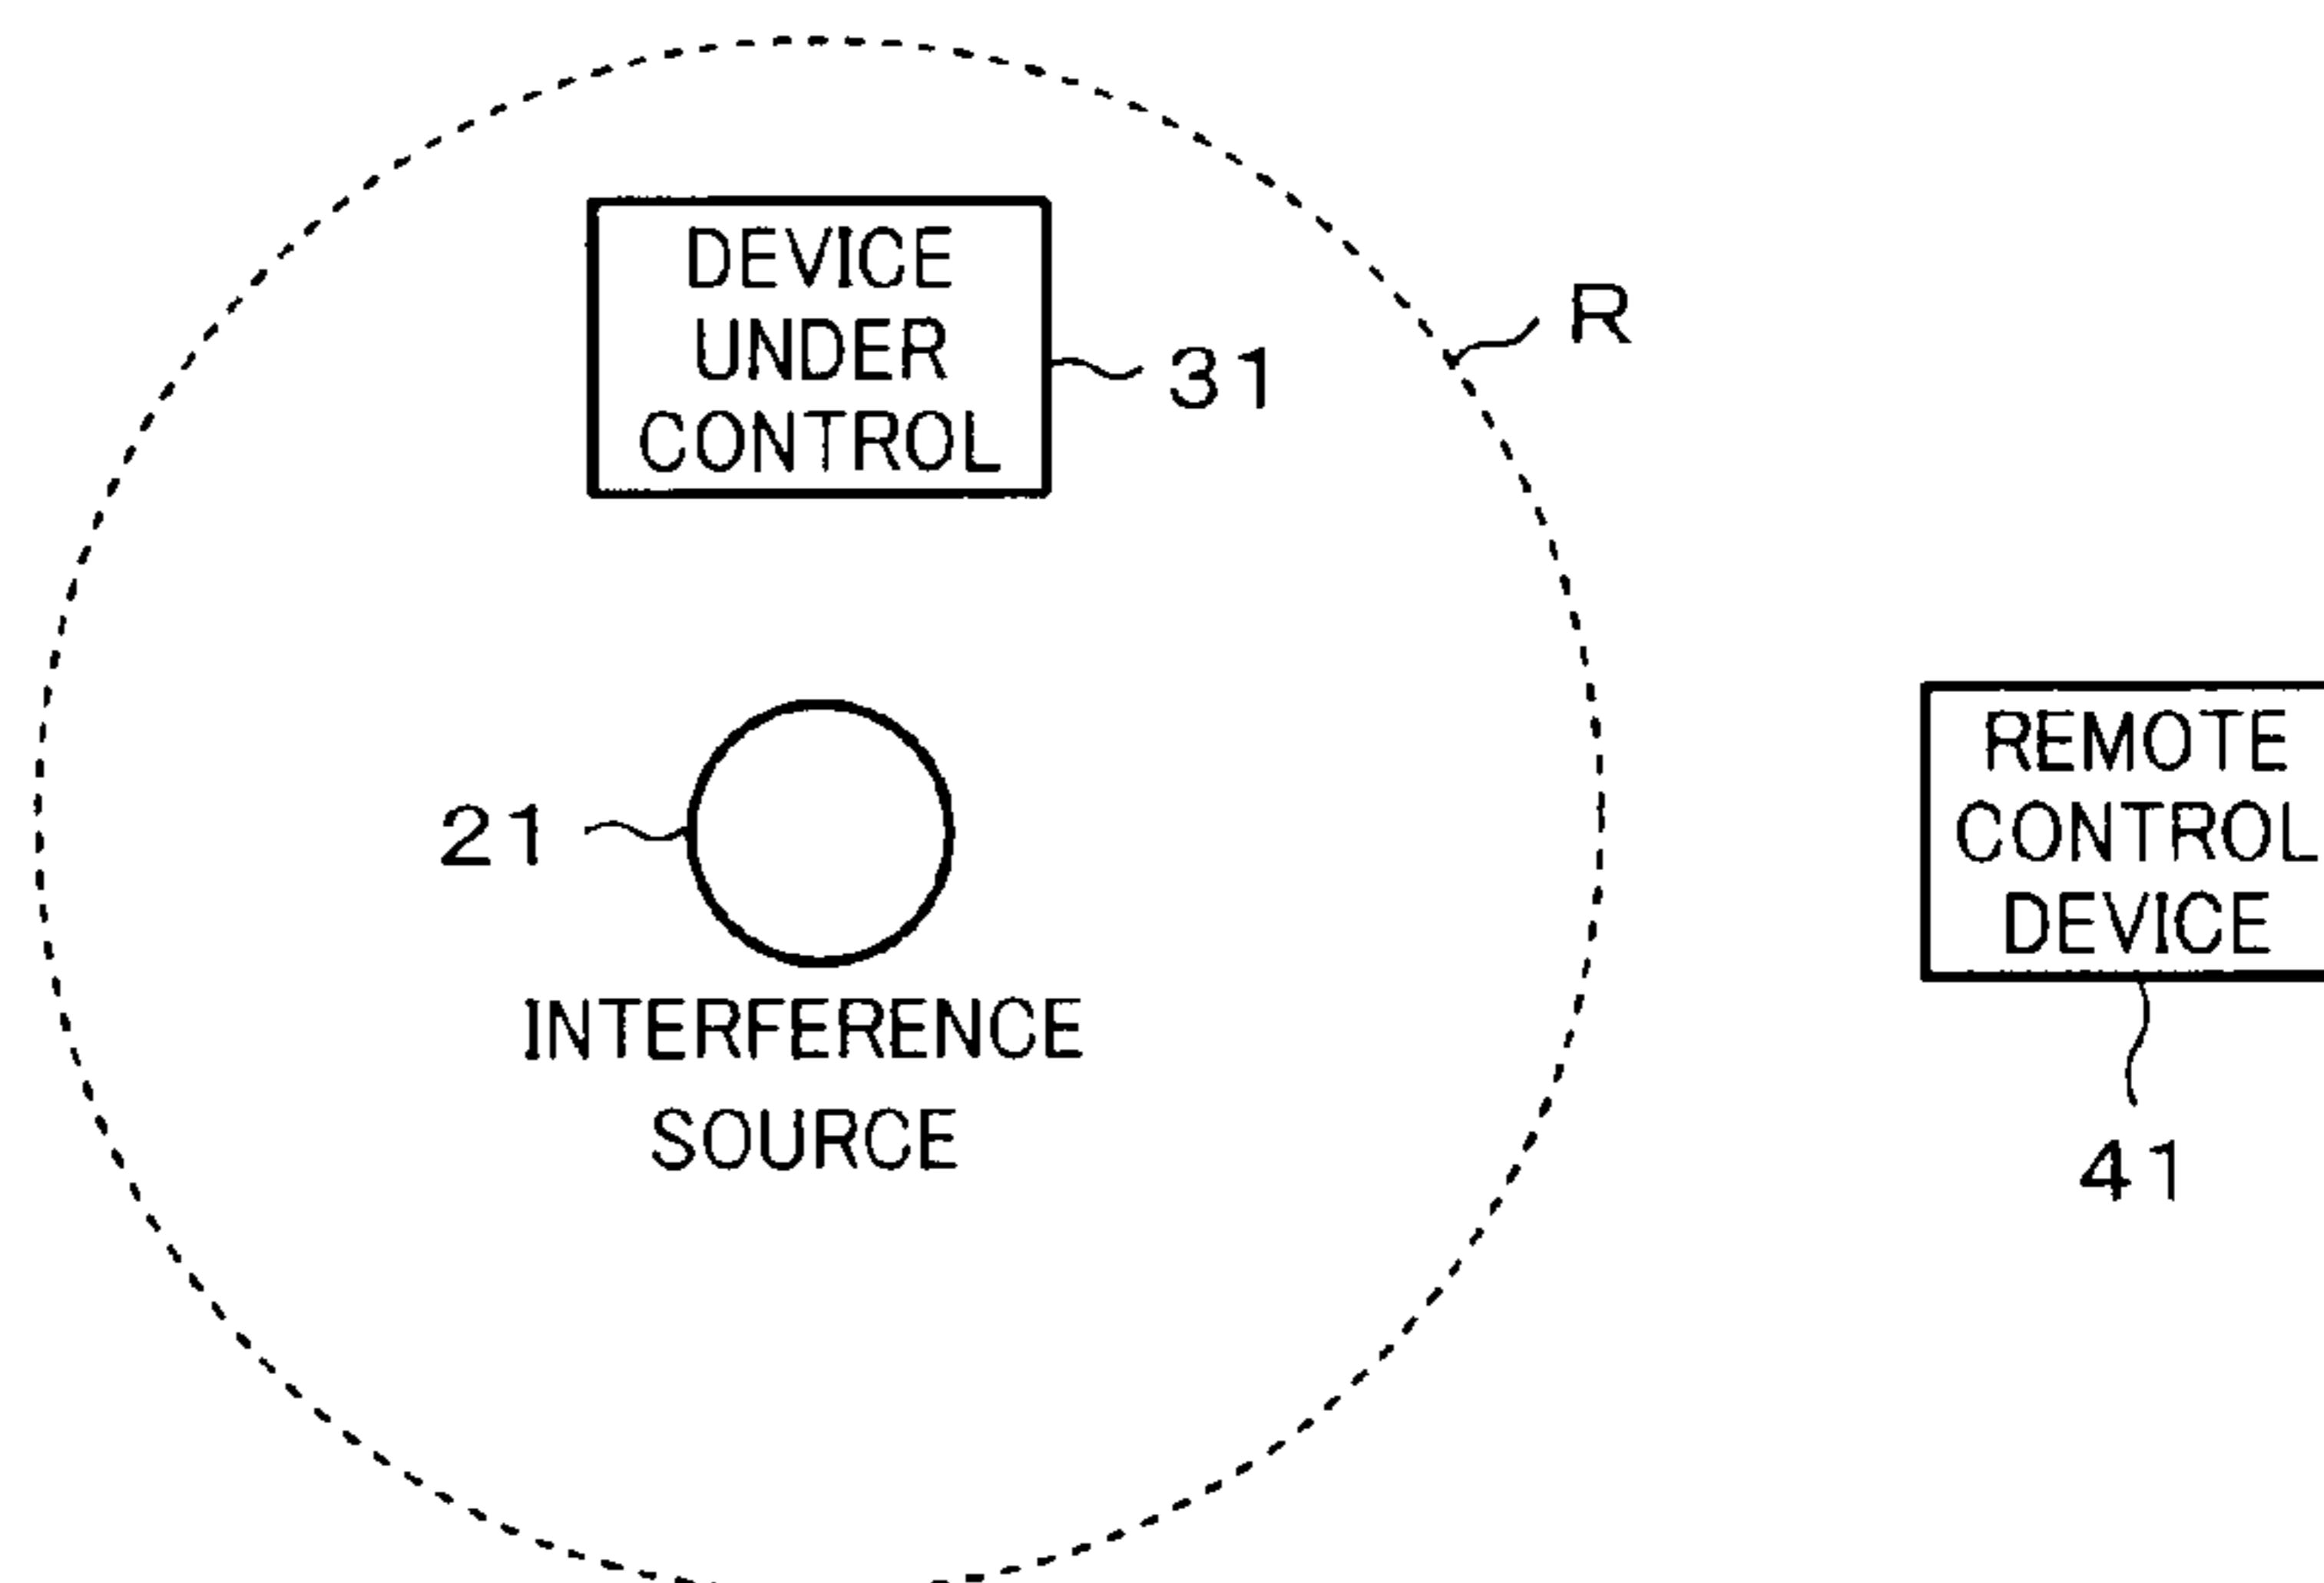 DEVICE
UNDER
CONTROL
31
R
21
INTERFERENCE
SOURCE
REMOTE
CONTROL
DEVICE
41